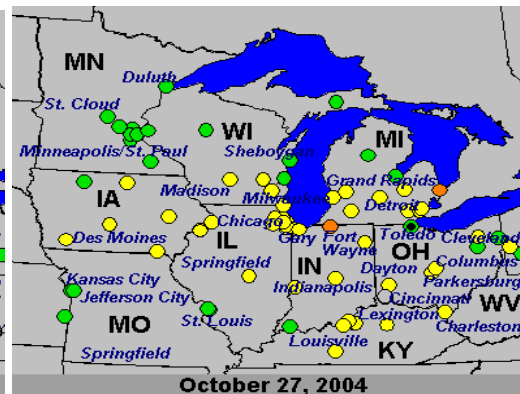 MN
Duluth
St. Cloud
WI
MI
Minneapolis/St. Paul
Sheboygan
Madison
Grand Rapids
IA
Milwaukee
Detroit
Chicago
Toledo
Cleveland
Des Moines
IL
Gary
Fort Wayne
OH
Columbus
Springfield
IN
Dayton
Parkersburg
Kansas City
Indianapolis
Cincinnati
Jefferson City
WV
MO
St. Louis
Lexington
Charleston
Springfield
Louisville
KY
October 27, 2004